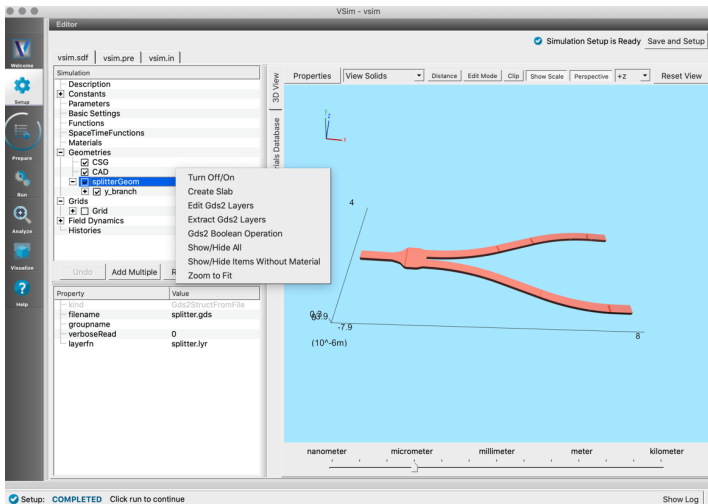 VSim - vsim
Editor
Simulation Setup is Ready Save and Setup
vsim.sdf vsim.pre vsim.in
Simulation
Description
Constants
Parameters
Basic Settings
Functions
SpaceTimeFunctions
Materials
Geometries
CSG
CAD
splitterGeom
y_branch
Grids
Grid
Field Dynamics
Histories
Turn Off/On
Create Slab
Edit Gds2 Layers
Extract Gds2 Layers
Gds2 Boolean Operation
Show/Hide All
Show/Hide Items Without Material
Zoom to Fit
Undo Add Multiple
Property Value
kind Gds2StructFromFile
filename splitter.gds
groupname
verboseRead 0
layerfn splitter.lyr
Welcome
Setup
Prepare
Run
Analyze
Visualize
Help
3D View
Database
Properties View Solids Distance Edit Mode Clip Show Scale Perspective +z Reset View
z
x
4
-7.9
8
(10^-6m)
nanometer micrometer millimeter meter kilometer
Setup: COMPLETED Click run to continue
Show Log